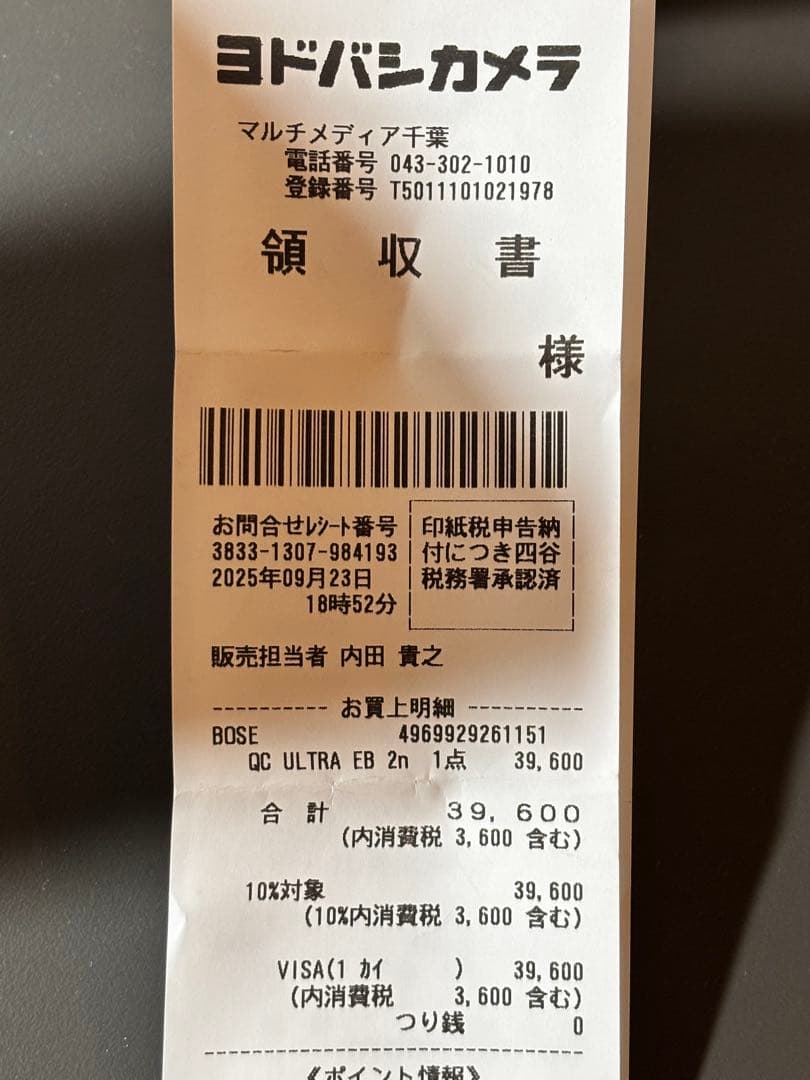 ヨドバシカメラ
マルチメディア千葉
電話番号 043-302-1010
登録番号 T5011101021978
領 収 書
様
お問合せﾚｼｰﾄ番号
3833-1307-984193
2025年09月23日
18時52分
印紙税申告納
付につき四谷
税務署承認済
販売担当者 内田 貴之
---------- お買上明細 ----------
BOSE 4969929261151
QC ULTRA EB 2n 1点 39,600
合 計 39,600
(内消費税 3,600 含む)
10%対象 39,600
(10%内消費税 3,600 含む)
VISA(1 ｶｲ ) 39,600
(内消費税 3,600 含む)
つり銭 0
《ポイント情報》